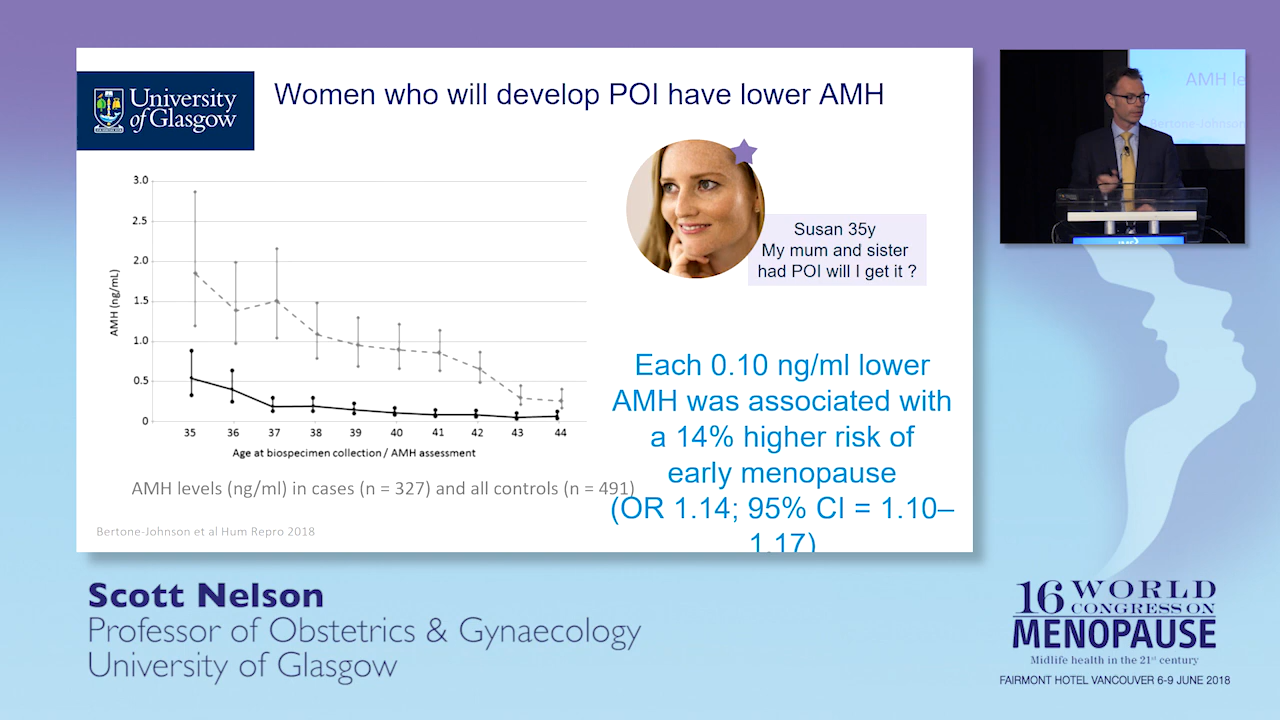 University
of Glasgow
Women who will develop POI have lower AMH
AMH (ng/mL)
3.0
2.5
2.0
1.5
1.0
0.5
0
35 36 37 38 39 40 41 42 43 44
Age at biospecimen collection / AMH assessment
AMH levels (ng/ml) in cases (n = 327) and all controls (n = 491)
Bertone-Johnson et al Hum Repro 2018
Susan 35y
My mum and sister
had POI will I get it ?
Each 0.10 ng/ml lower
AMH was associated with
a 14% higher risk of
early menopause
(OR 1.14; 95% CI = 1.10–
1.17)
AMH le
Bertone-Johnson
IMS
Scott Nelson
Professor of Obstetrics & Gynaecology
University of Glasgow
16 WORLD
CONGRESS ON
MENOPAUSE
Midlife health in the 21st century
FAIRMONT HOTEL VANCOUVER 6-9 JUNE 2018